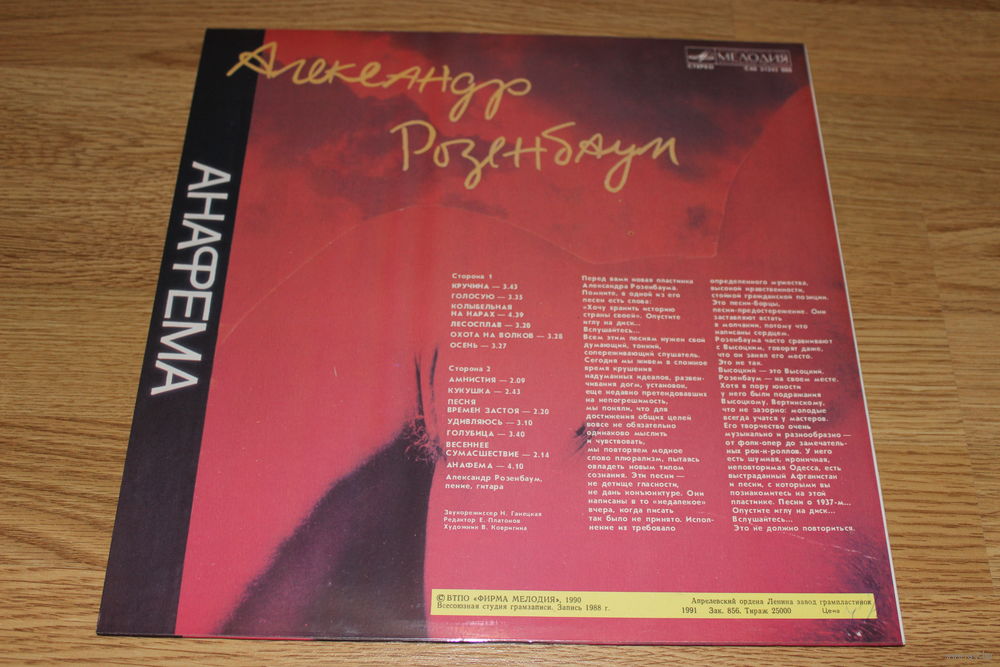 Александр
Розенбаум
МЕЛОДИЯ
СТЕРЕО
АНАФЕМА
Сторона 1
КРУЧИНА — 3.43
ГОЛОСУЮ — 3.35
КОЛЫБЕЛЬНАЯ
НА НАРАХ — 4.39
ЛЕСОСПЛАВ — 3.20
ОХОТА НА ВОЛКОВ — 3.28
ОСЕНЬ — 3.27
Сторона 2
АМНИСТИЯ — 2.09
КУКУШКА — 2.43
ПЕСНЯ
ВРЕМЕН ЗАСТОЯ — 2.20
УДИВЛЯЮСЬ — 3.10
ГОЛУБИЦА — 3.40
ВЕСЕННЕЕ
СУМАСШЕСТВИЕ — 2.14
АНАФЕМА — 4.10
Александр Розенбаум,
пение, гитара
Звукорежиссер Н. Ганецкая
Редактор Е. Платонов
Художник В. Ковригина
Перед вами новая пластинка
Александра Розенбаума.
Помните, в одной из его
песен есть слова:
«Хочу хранить историю
страны своей». Опустите
иглу на диск...
Вслушайтесь...
Всем этим песням нужен свой
думающий, тонкий,
сопереживающий слушатель.
Сегодня мы живем в сложное
время крушения
надуманных идеалов, развен-
чивания догм, установок,
еще недавно претендовавших
на непогрешимость,
мы поняли, что для
достижения общих целей
вовсе не обязательно
одинаково мыслить
и чувствовать,
мы повторяем модное
слово плюрализм, пытаясь
овладеть новым типом
сознания. Эти песни —
не детище гласности,
не дань конъюнктуре. Они
написаны в то «недалекое»
вчера, когда писать
так было не принято. Испол-
нение их требовало
определенного мужества,
высокой нравственности,
стойкой гражданской позиции.
Это песни-борцы,
песни-предостережение. Они
заставляют встать
в молчании, потому что
написаны сердцем.
Розенбаума часто сравнивают
с Высоцким, говорят даже,
что он занял его место.
Это не так.
Высоцкий — это Высоцкий.
Розенбаум — на своем месте.
Хотя в пору юности
у него были подражания
Высоцкому, Вертинскому,
что не зазорно: молодые
всегда учатся у мастеров.
Его творчество очень
музыкально и разнообразно —
от фолк-опер до замечатель-
ных рок-н-роллов. У него
есть шумная, ироничная,
неповторимая Одесса, есть
выстраданный Афганистан
и песни, с которыми вы
познакомитесь на этой
пластинке. Песни о 1937-м...
Опустите иглу на диск...
Вслушайтесь...
Это не должно повториться.
© ВТПО «ФИРМА МЕЛОДИЯ», 1990
Всесоюзная студия грамзаписи. Запись 1988 г.
Апрелевский ордена Ленина завод грампластинок
1991 Зак. 856. Тираж 25000 Цена